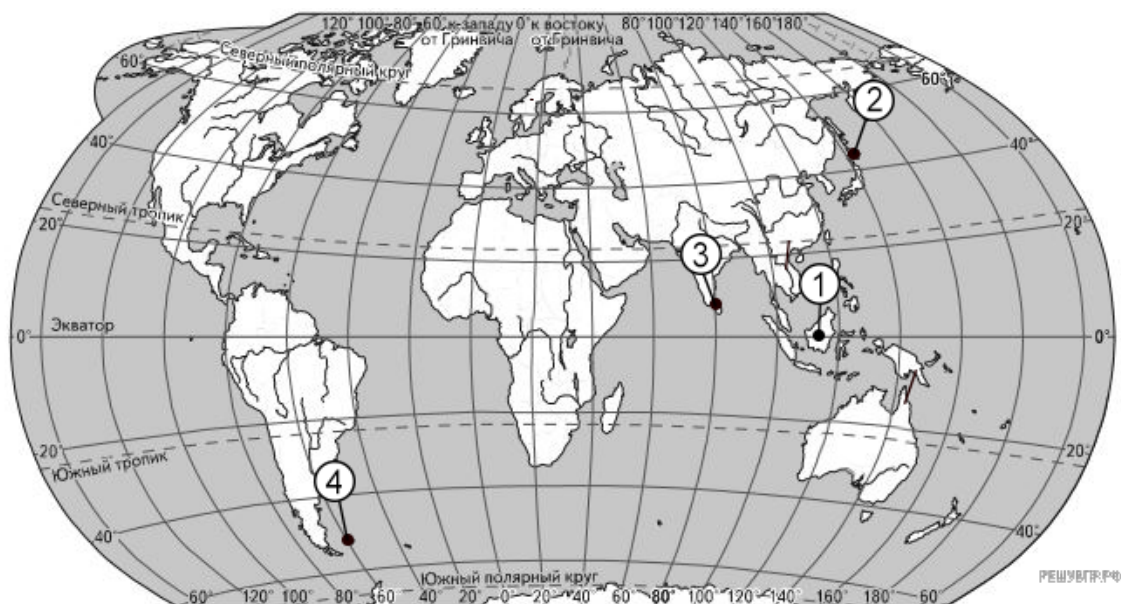 120° 100° 80° 60° к западу 0° к востоку 80° 100° 120° 140° 160° 180°
от Гринвича от Гринвича
60° Северный полярный круг 60°
2
40° 40°
Северный тропик
20° 20°
3
1
Экватор
0° 0°
20° 20°
Южный тропик
4
40° 40°
Южный полярный круг
60° 120° 100° 80° 60° 40° 20° 0° 20° 40° 60° 80° 100° 120° 140° 160° 180° 60°
РЕШУВПР.РФ